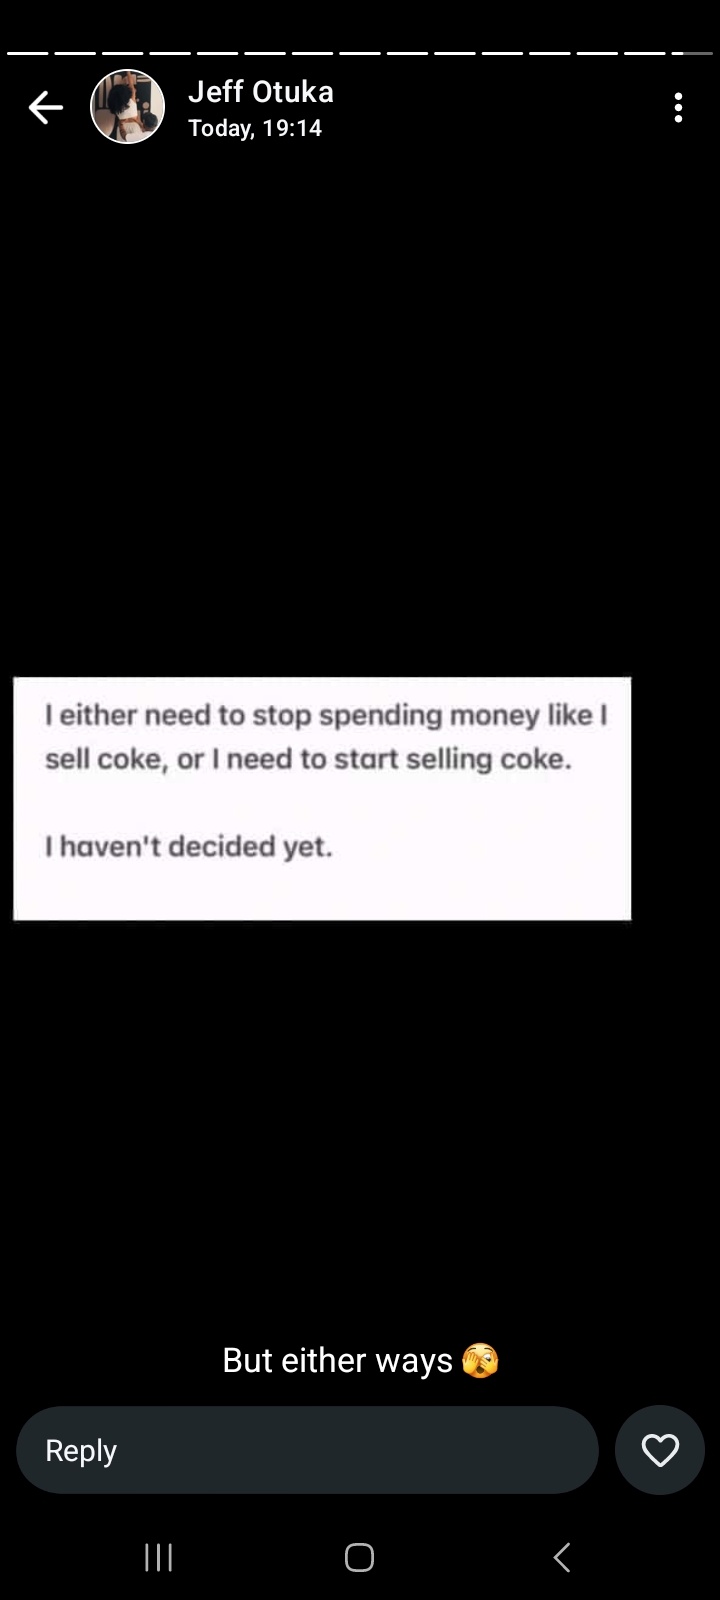 Jeff Otuka
Today, 19:14
I either need to stop spending money like I
sell coke, or I need to start selling coke.
I haven't decided yet.
But either ways 🫣
Reply